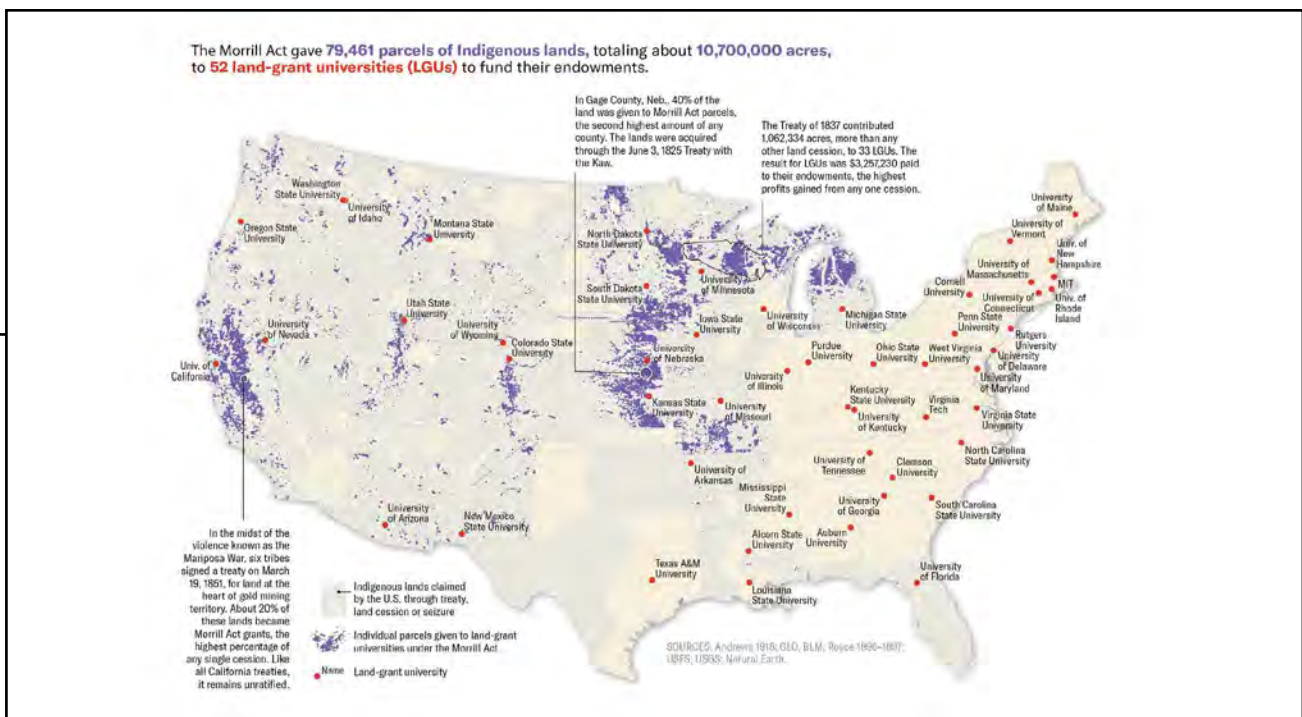 The Morrill Act gave 79,461 parcels of Indigenous lands, totaling about 10,700,000 acres,
to 52 land-grant universities (LGUs) to fund their endowments.
In Gage County, Neb., 40% of the
land was given to Morrill Act parcels,
the second highest amount of any
county. The lands were acquired
through the June 3, 1825 Treaty with
the Kaw.
The Treaty of 1837 contributed
1,062,334 acres, more than any
other land cession, to 33 LGUs. The
result for LGUs was $3,257,230 paid
to their endowments, the highest
profits gained from any one cession.
Washington
State University
University
of Idaho
Oregon State
University
Montana State
University
North Dakota
State University
University
of Minnesota
South Dakota
State University
University
of Maine
University of
Vermont
Univ. of
New
Hampshire
University of
Massachusetts
MIT
Cornell
University
University of
Connecticut
Univ. of
Rhode
Island
Utah State
University
University
of Nevada
University
of Wyoming
Colorado State
University
Iowa State
University
University
of Wisconsin
Michigan State
University
Penn State
University
Rutgers
University
Univ. of
California
University
of Nebraska
Purdue
University
Ohio State
University
West Virginia
University
University
of Delaware
University
of Illinois
University
of Maryland
Kansas State
University
University
of Missouri
Kentucky
State University
University
of Kentucky
Virginia
Tech
Virginia State
University
North Carolina
State University
University of
Arkansas
University of
Tennessee
Clemson
University
Mississippi
State
University
University
of Georgia
South Carolina
State University
University
of Arizona
New Mexico
State University
Alcorn State
University
Auburn
University
Texas A&M
University
Louisiana
State University
University
of Florida
In the midst of the
violence known as the
Mariposa War, six tribes
signed a treaty on March
19, 1851, for land at the
heart of gold mining
territory. About 20% of
these lands became
Morrill Act grants, the
highest percentage of
any single cession. Like
all California treaties,
it remains unratified.
Indigenous lands claimed
by the U.S. through treaty,
land cession or seizure
Individual parcels given to land-grant
universities under the Morrill Act
Name Land-grant university
SOURCES: Andrews 1918; GLO, BLM; Royce 1896–1897;
USFS; USGS; Natural Earth.